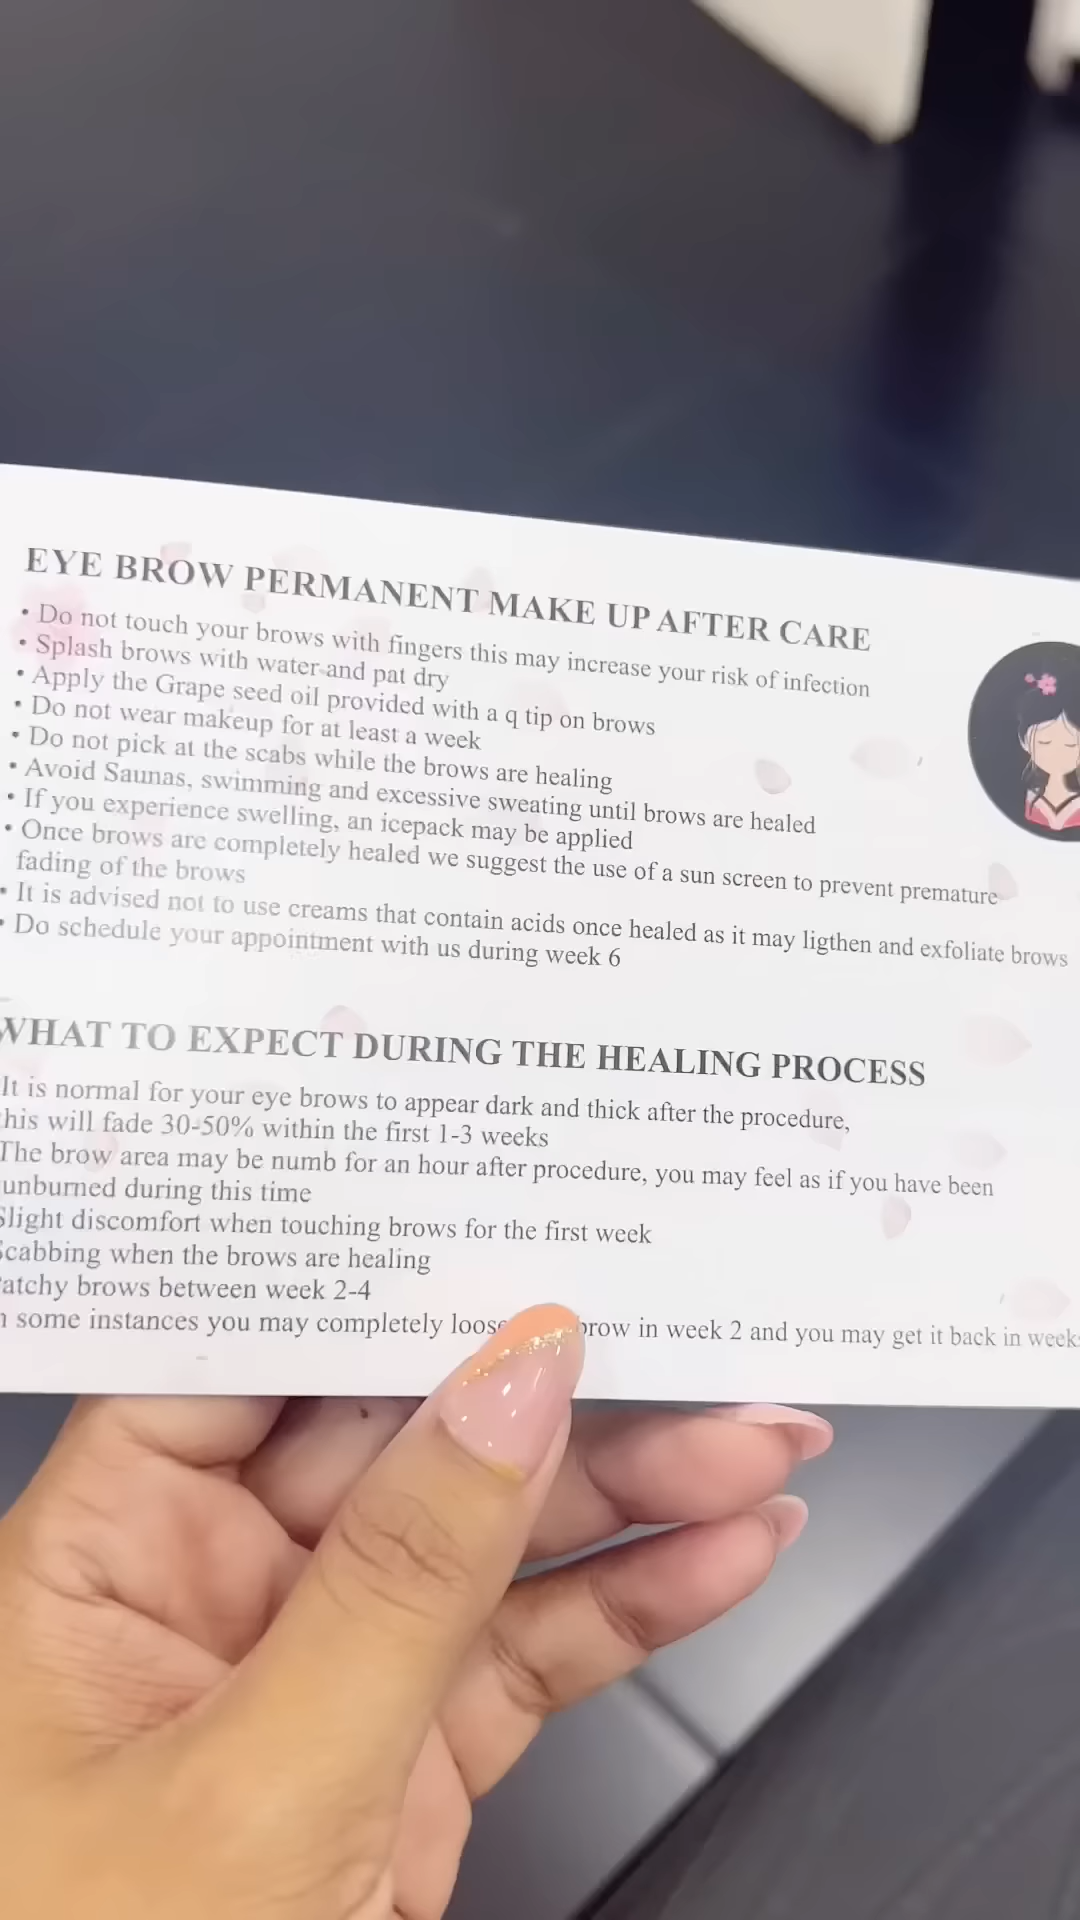 EYE BROW PERMANENT MAKE UP AFTER CARE
• Do not touch your brows with fingers this may increase your risk of infection
• Splash brows with water and pat dry
• Apply the Grape seed oil provided with a q tip on brows
• Do not wear makeup for at least a week
• Do not pick at the scabs while the brows are healing
• Avoid Saunas, swimming and excessive sweating until brows are healed
• If you experience swelling, an icepack may be applied
• Once brows are completely healed we suggest the use of a sun screen to prevent premature
fading of the brows
• It is advised not to use creams that contain acids once healed as it may ligthen and exfoliate brows
• Do schedule your appointment with us during week 6
WHAT TO EXPECT DURING THE HEALING PROCESS
It is normal for your eye brows to appear dark and thick after the procedure,
this will fade 30-50% within the first 1-3 weeks
The brow area may be numb for an hour after procedure, you may feel as if you have been
unburned during this time
Slight discomfort when touching brows for the first week
Scabbing when the brows are healing
atchy brows between week 2-4
some instances you may completely loose brow in week 2 and you may get it back in week